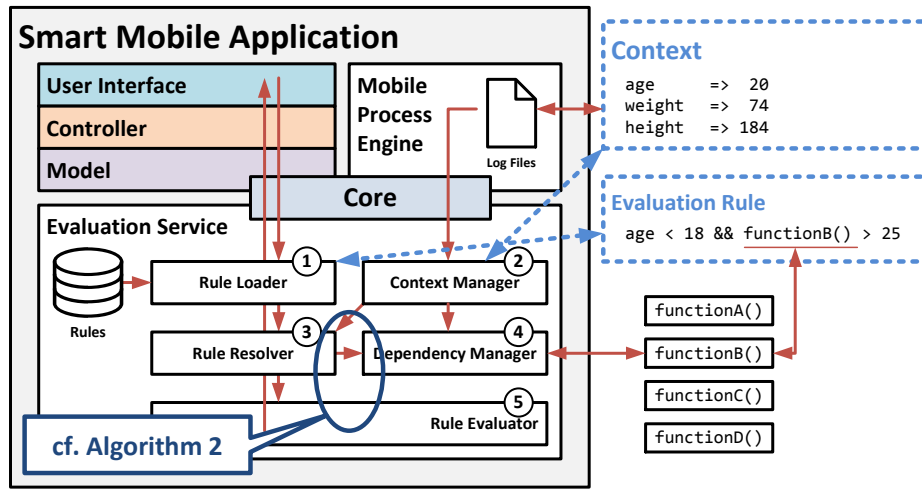 Smart Mobile Application
User Interface
Controller
Model
Mobile
Process
Engine
Log Files
Core
Context
age => 20
weight => 74
height => 184
Evaluation Rule
age < 18 && functionB() > 25
Evaluation Service
Rules
1
Rule Loader
2
Context Manager
3
Rule Resolver
4
Dependency Manager
5
Rule Evaluator
cf. Algorithm 2
functionA()
functionB()
functionC()
functionD()